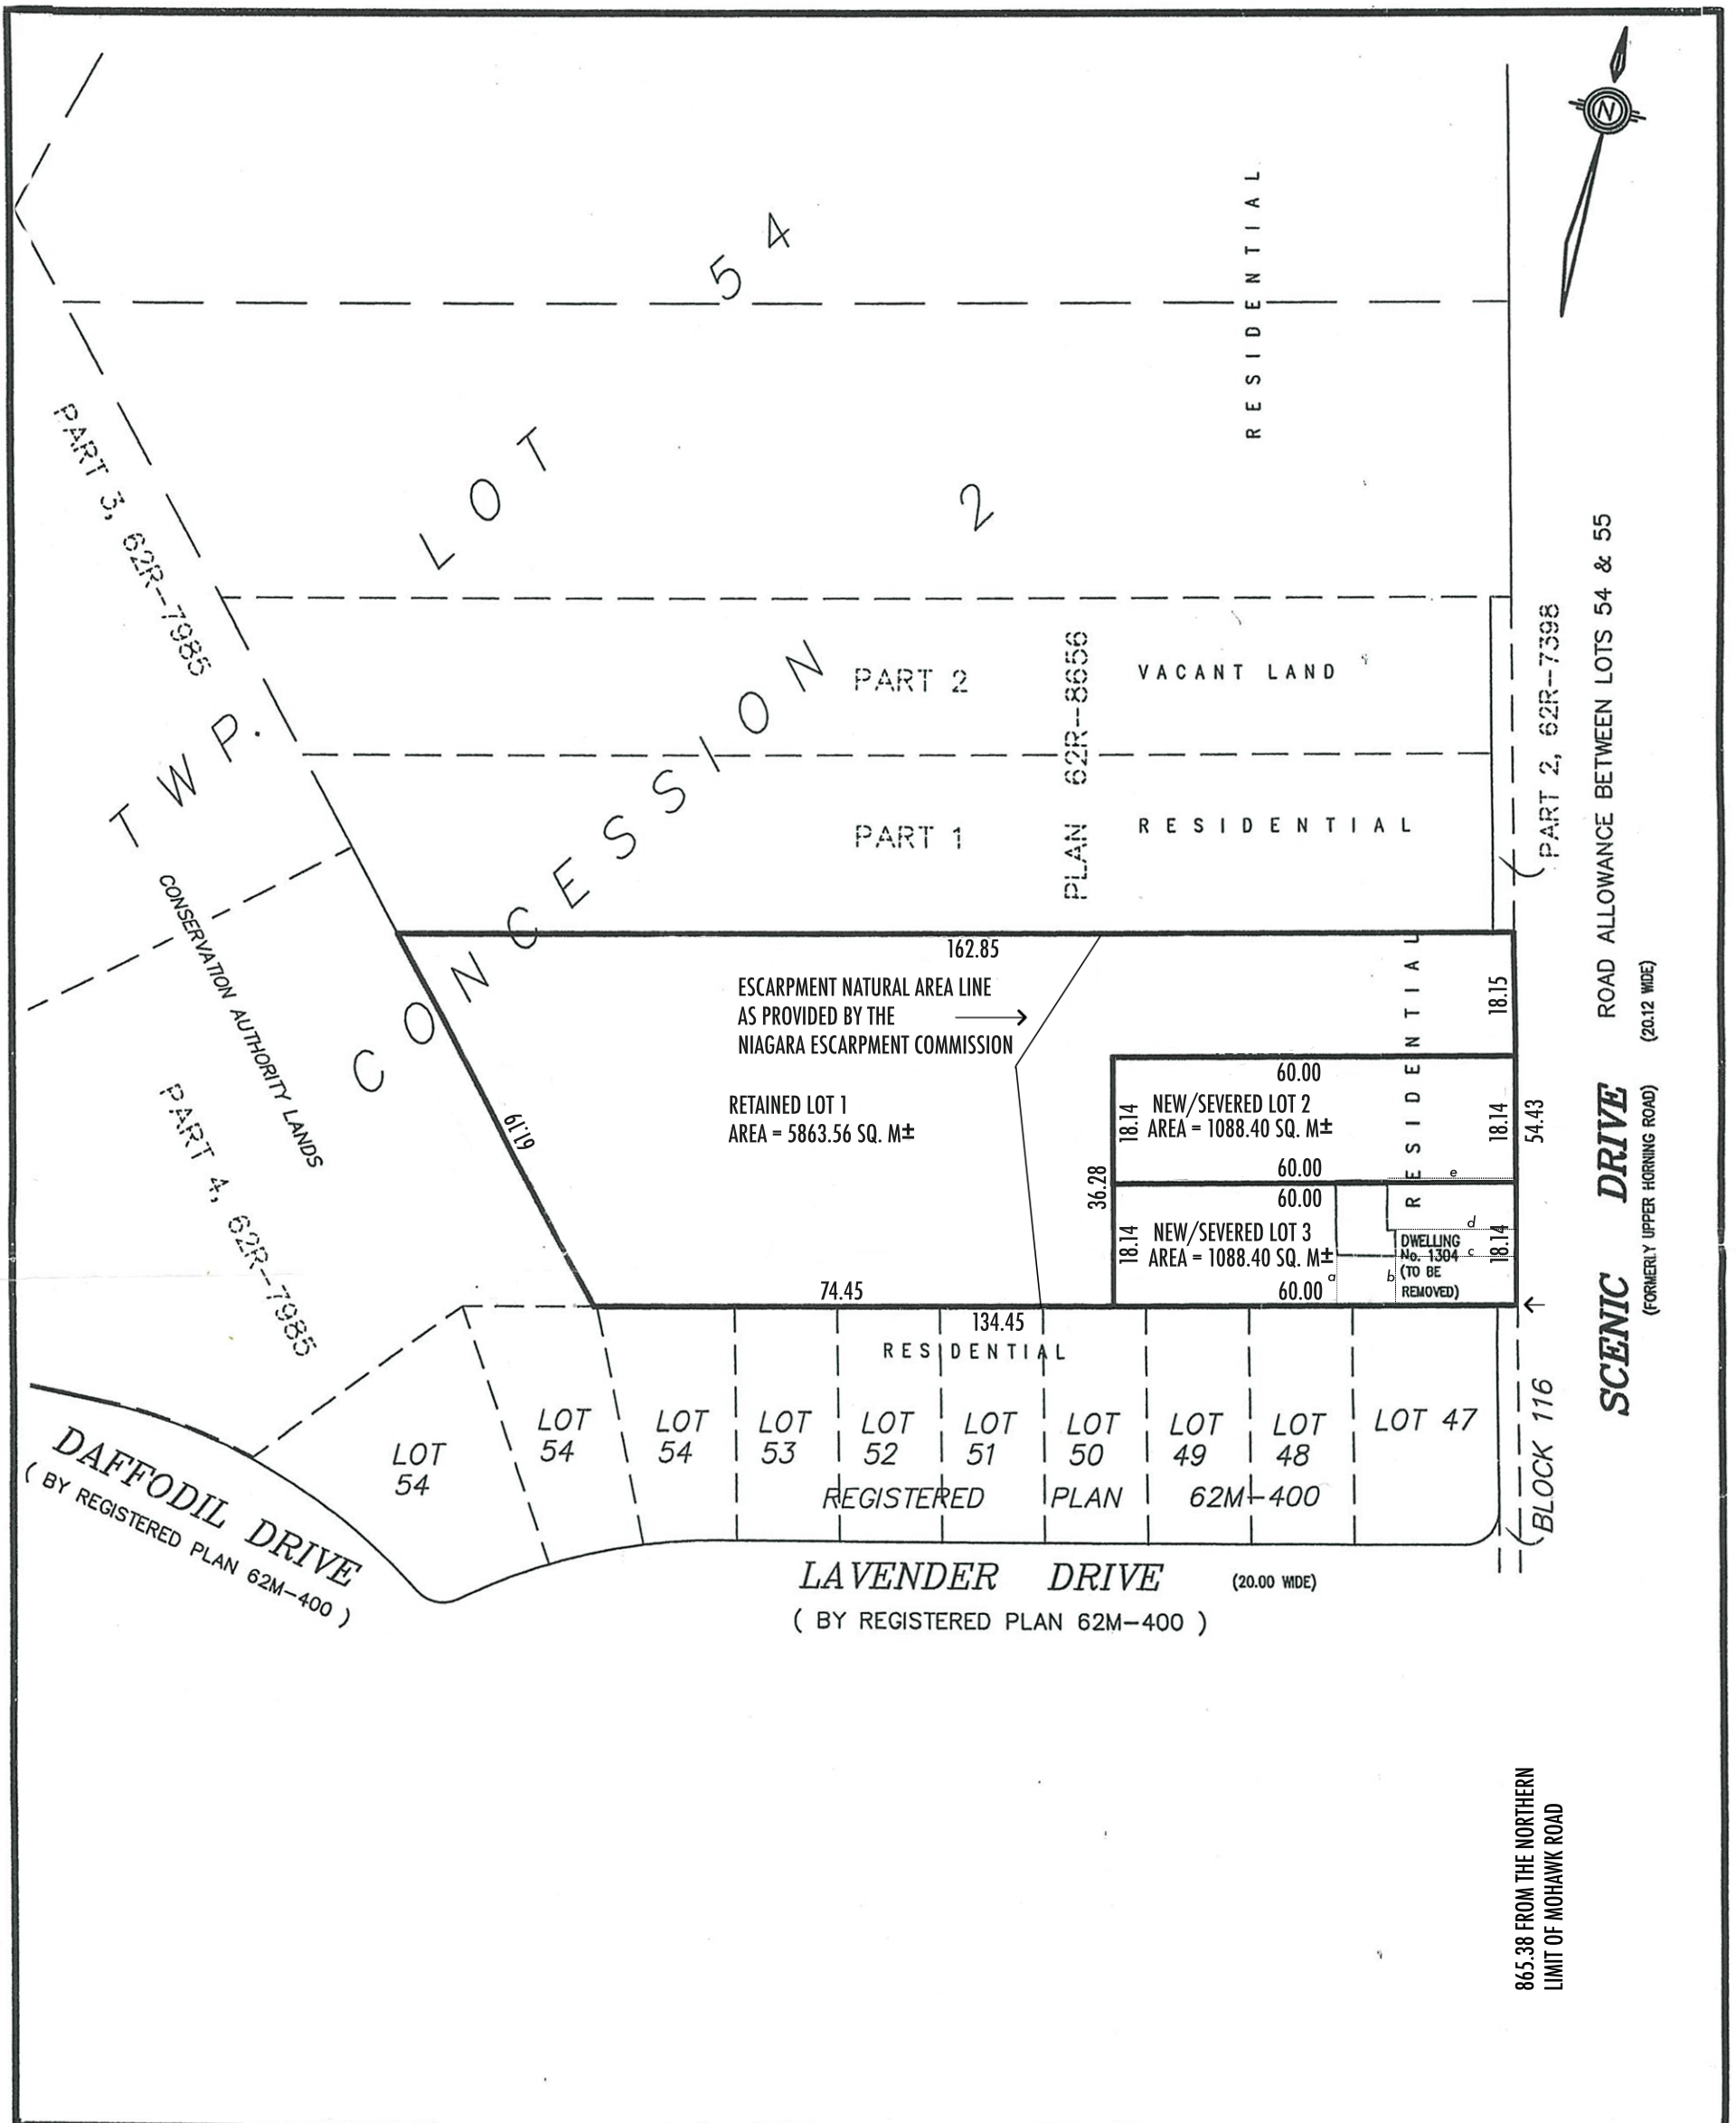 N
RESIDENTIAL
LOT 54
CONCESSION 2
TWP.
PART 3, 62R-7985
CONSERVATION AUTHORITY LANDS
PART 4, 62R-7985
PART 2
PLAN 62R-8656
VACANT LAND
PART 1
RESIDENTIAL
PART 2, 62R-7398
ROAD ALLOWANCE BETWEEN LOTS 54 & 55
(20.12 WIDE)
SCENIC DRIVE
(FORMERLY UPPER HORNING ROAD)
162.85
ESCARPMENT NATURAL AREA LINE
AS PROVIDED BY THE
NIAGARA ESCARPMENT COMMISSION
RETAINED LOT 1
AREA = 5863.56 SQ. M±
61.19
RESIDENTIAL
18.15
60.00
18.14
NEW/SEVERED LOT 2
AREA = 1088.40 SQ. M±
18.14
54.43
60.00
e
36.28
60.00
18.14
NEW/SEVERED LOT 3
AREA = 1088.40 SQ. M±
60.00
a
b
c
d
DWELLING
No. 1304
(TO BE
REMOVED)
18.14
74.45
134.45
RESIDENTIAL
LOT
54
LOT
54
LOT
54
LOT
53
LOT
52
LOT
51
LOT
50
LOT
49
LOT
48
LOT 47
REGISTERED PLAN 62M-400
BLOCK 116
DAFFODIL DRIVE
( BY REGISTERED PLAN 62M-400 )
LAVENDER DRIVE (20.00 WIDE)
( BY REGISTERED PLAN 62M-400 )
865.38 FROM THE NORTHERN
LIMIT OF MOHAWK ROAD